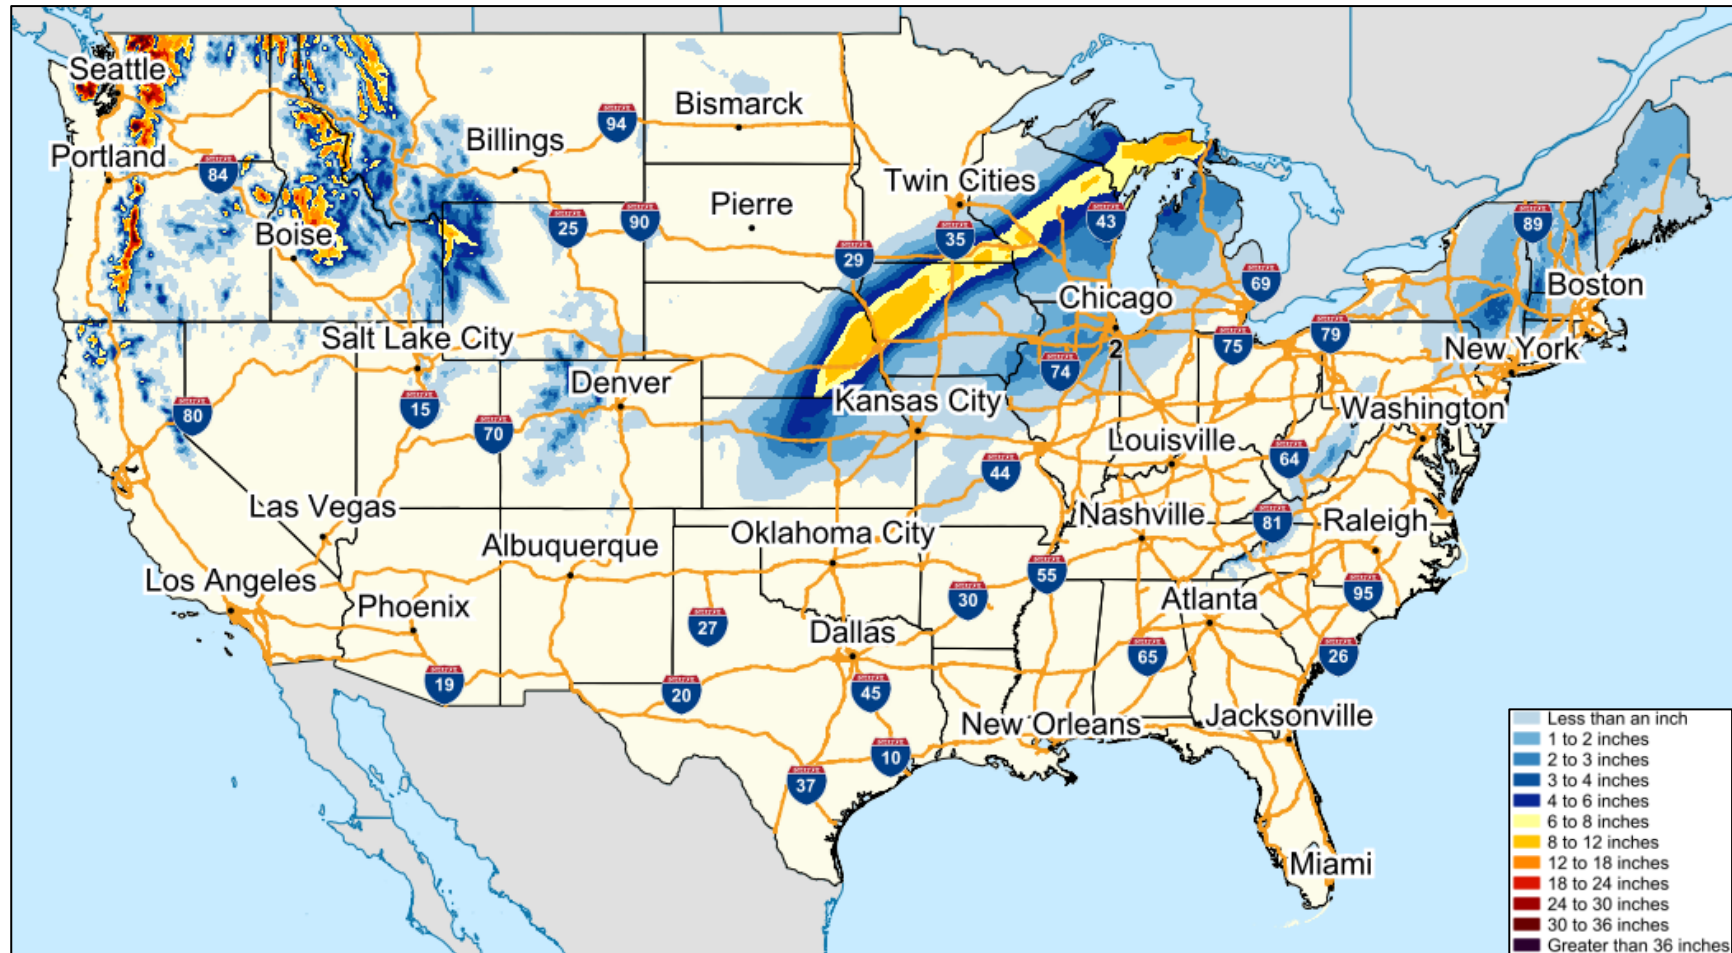 Seattle
Bismarck
94
Billings
Portland
84
Twin Cities
Pierre
25
90
43
89
Boise
35
29
69
Boston
Chicago
Salt Lake City
79
75
2
New York
74
Denver
Kansas City
15
80
Washington
70
Louisville
64
44
Las Vegas
Nashville
81
Raleigh
Oklahoma City
Albuquerque
Los Angeles
55
Phoenix
30
Atlanta
95
27
Dallas
65
26
19
20
45
New Orleans
Jacksonville
10
37
Miami
Less than an inch
1 to 2 inches
2 to 3 inches
3 to 4 inches
4 to 6 inches
6 to 8 inches
8 to 12 inches
12 to 18 inches
18 to 24 inches
24 to 30 inches
30 to 36 inches
Greater than 36 inches